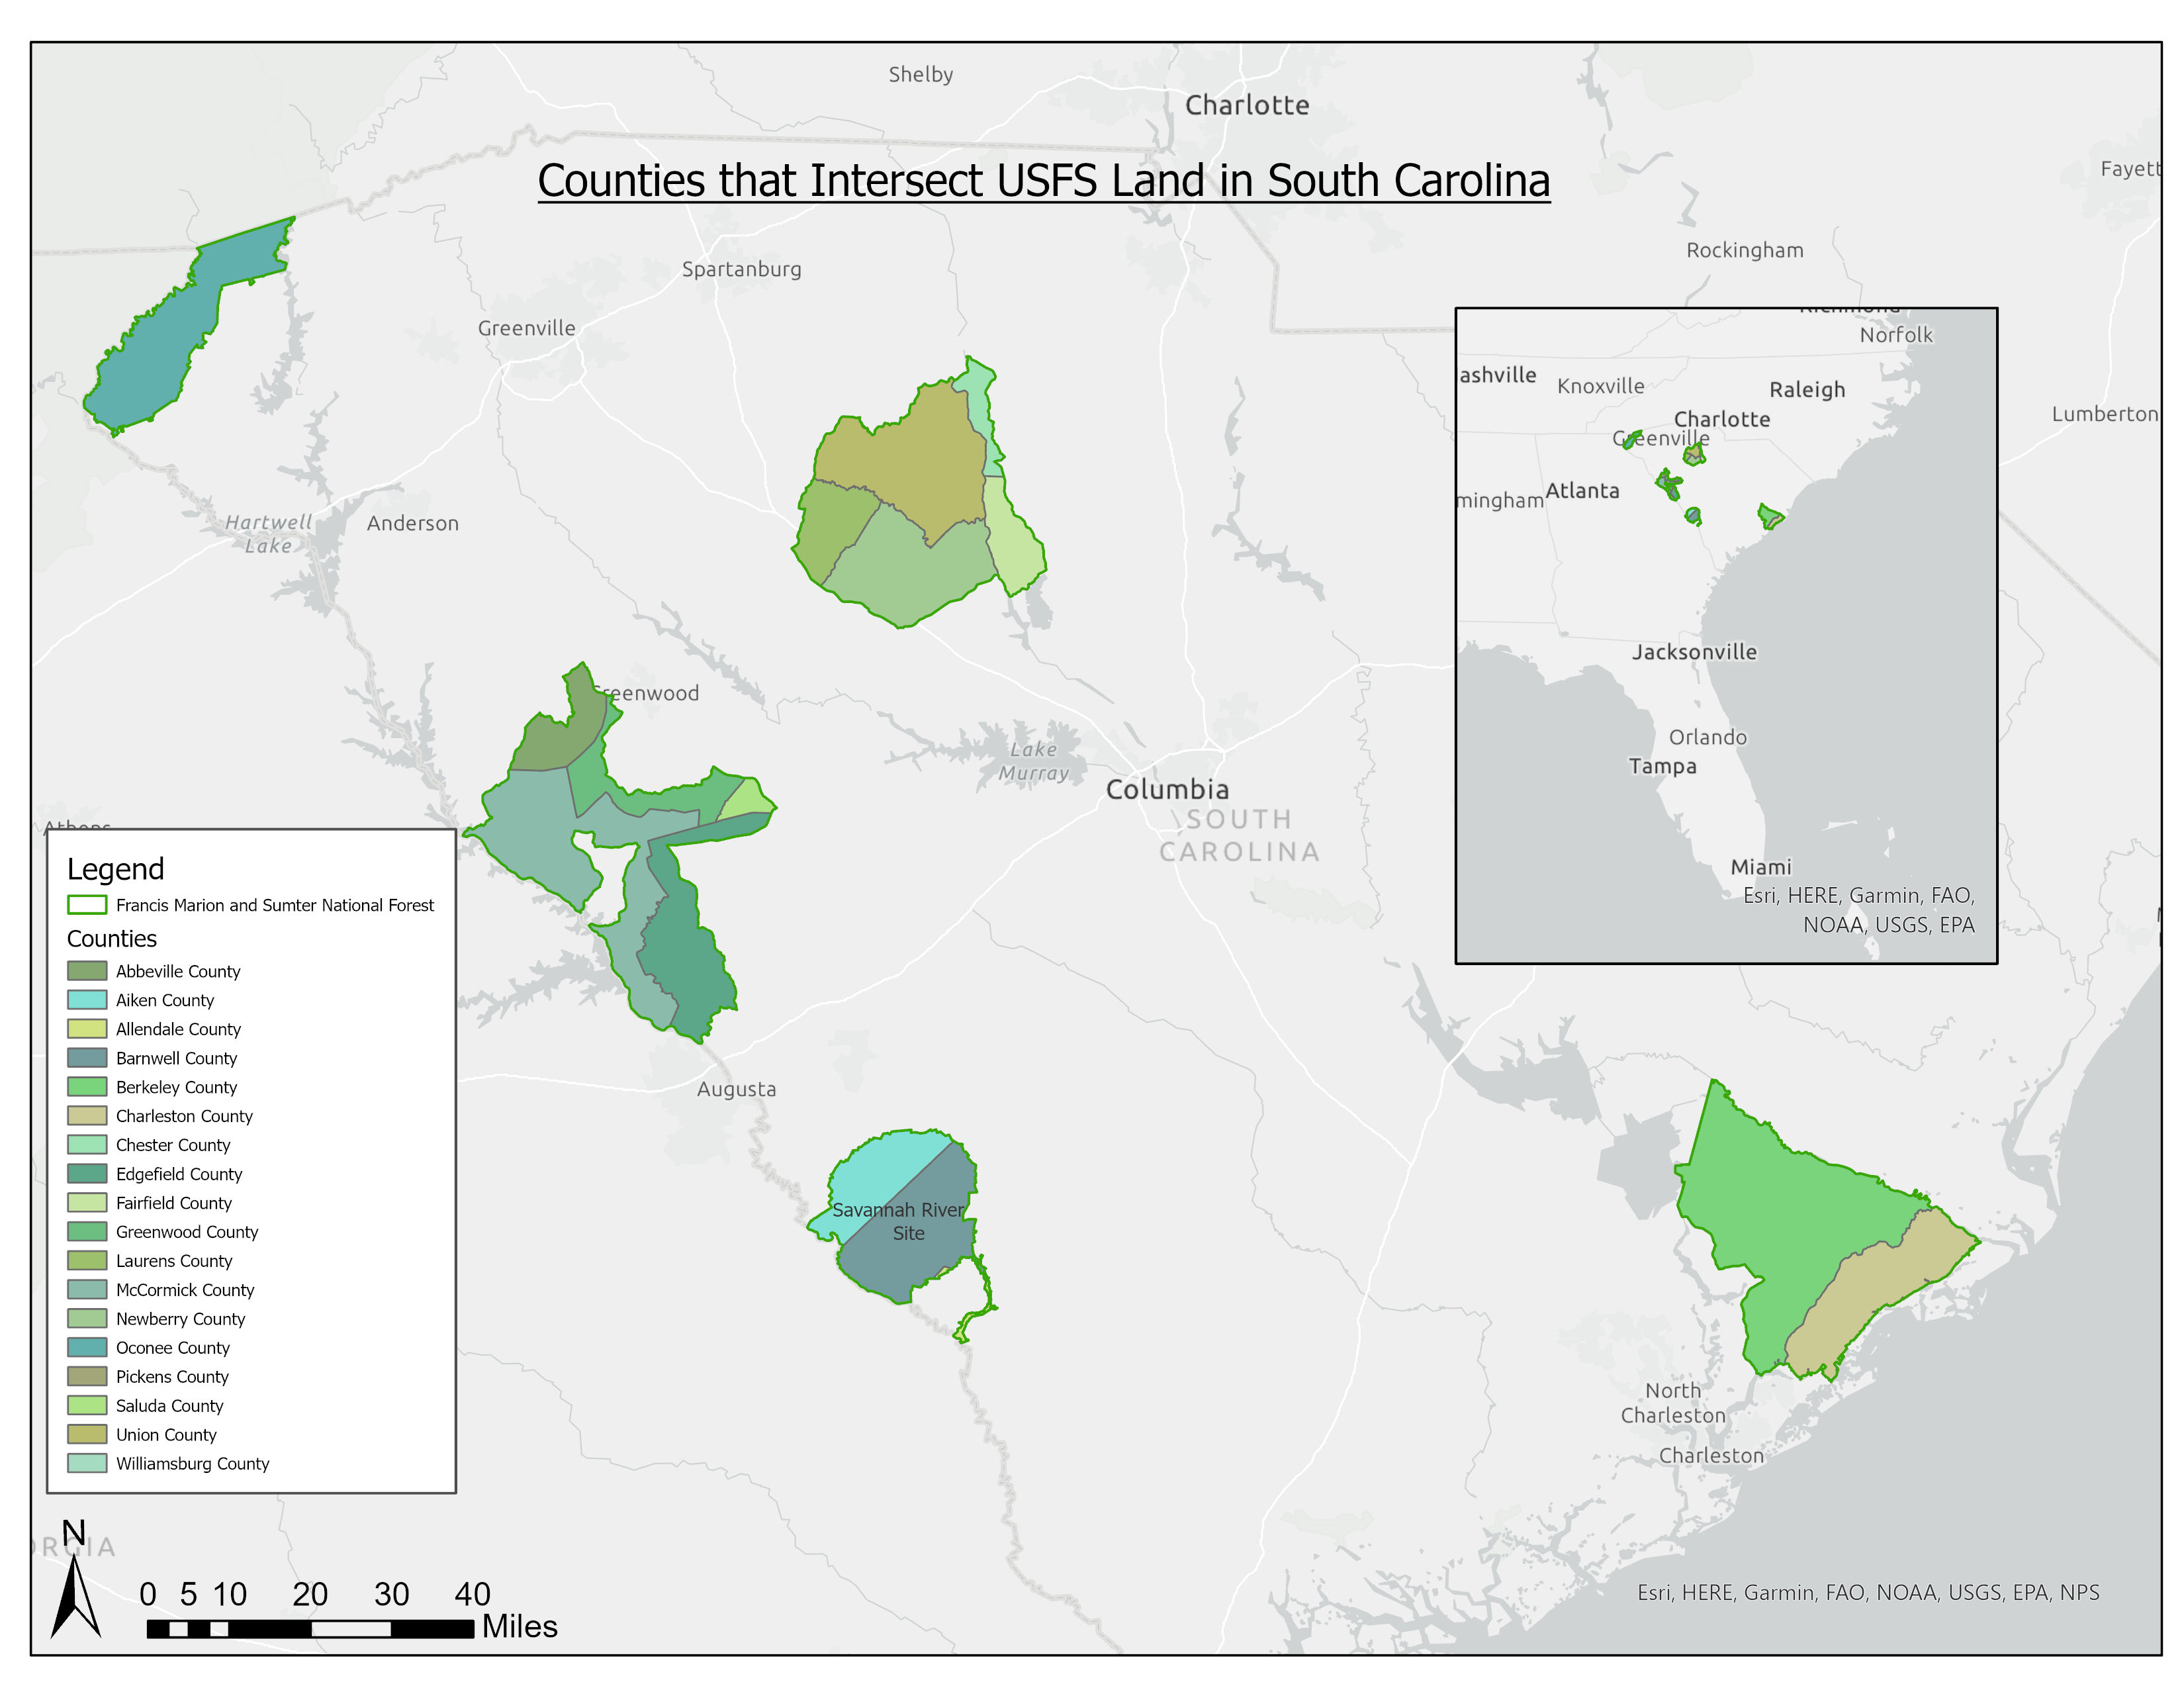 Shelby
Charlotte
Fayett
Counties that Intersect USFS Land in South Carolina
Rockingham
Spartanburg
Greenville
Lumberton
Norfolk
ashville
Knoxville
Raleigh
Charlotte
Greenville
mingham
Atlanta
Jacksonville
Orlando
Tampa
Miami
Esri, HERE, Garmin, FAO,
NOAA, USGS, EPA
Hartwell
Lake
Anderson
Greenwood
Lake
Murray
Columbia
SOUTH
CAROLINA
Augusta
Savannah River
Site
North
Charleston
Charleston
Legend
Francis Marion and Sumter National Forest
Counties
Abbeville County
Aiken County
Allendale County
Barnwell County
Berkeley County
Charleston County
Chester County
Edgefield County
Fairfield County
Greenwood County
Laurens County
McCormick County
Newberry County
Oconee County
Pickens County
Saluda County
Union County
Williamsburg County
N
ORGIA
0 5 10 20 30 40
Miles
Esri, HERE, Garmin, FAO, NOAA, USGS, EPA, NPS